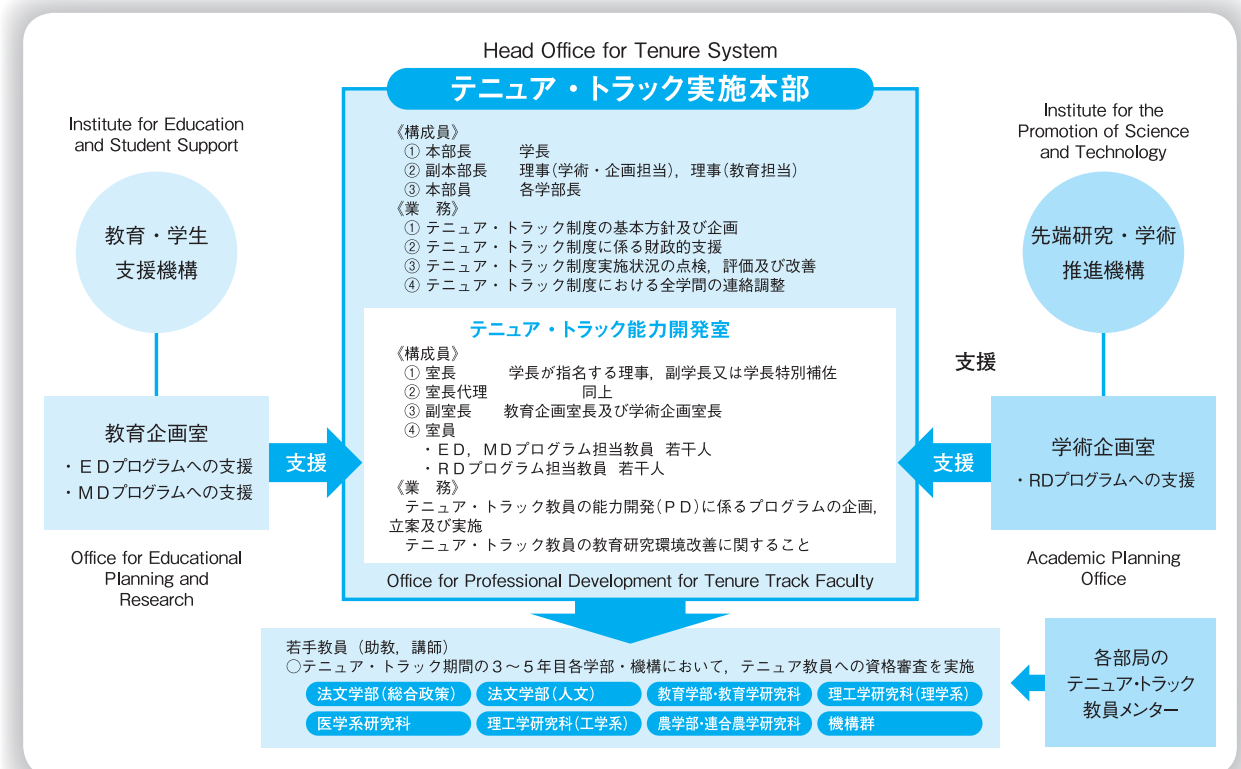 Head Office for Tenure System
テニュア・トラック実施本部
《構成員》
① 本部長 学長
② 副本部長 理事(学術・企画担当)，理事(教育担当)
③ 本部員 各学部長
《業 務》
① テニュア・トラック制度の基本方針及び企画
② テニュア・トラック制度に係る財政的支援
③ テニュア・トラック制度実施状況の点検，評価及び改善
④ テニュア・トラック制度における全学間の連絡調整
テニュア・トラック能力開発室
《構成員》
① 室長 学長が指名する理事，副学長又は学長特別補佐
② 室長代理 同上
③ 副室長 教育企画室長及び学術企画室長
④ 室員
・ＥＤ，ＭＤプログラム担当教員 若干人
・ＲＤプログラム担当教員 若干人
《業 務》
テニュア・トラック教員の能力開発(ＰＤ)に係るプログラムの企画，
立案及び実施
テニュア・トラック教員の教育研究環境改善に関すること
Office for Professional Development for Tenure Track Faculty
Institute for Education
and Student Support
教育・学生
支援機構
教育企画室
・ＥＤプログラムへの支援
・ＭＤプログラムへの支援
支援
Office for Educational
Planning and
Research
Institute for the
Promotion of Science
and Technology
先端研究・学術
推進機構
支援
学術企画室
・RDプログラムへの支援
支援
Academic Planning
Office
若手教員（助教，講師）
○テニュア・トラック期間の３〜５年目各学部・機構において，テニュア教員への資格審査を実施
法文学部(総合政策) 法文学部(人文) 教育学部・教育学研究科 理工学研究科(理学系)
医学系研究科 理工学研究科(工学系) 農学部・連合農学研究科 機構群
各部局の
テニュア・トラック
教員メンター